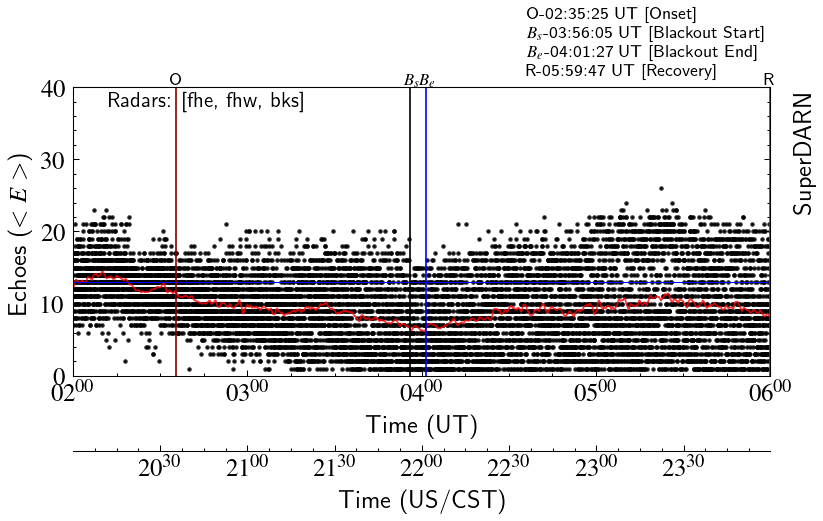 O-02:35:25 UT [Onset]
Bs-03:56:05 UT [Blackout Start]
Be-04:01:27 UT [Blackout End]
R-05:59:47 UT [Recovery]
O BsBe R
Radars: [fhe, fhw, bks]
40
30
20
10
0
Echoes (< E >)
SuperDARN
02⁰⁰ 03⁰⁰ 04⁰⁰ 05⁰⁰ 06⁰⁰
Time (UT)
20³⁰ 21⁰⁰ 21³⁰ 22⁰⁰ 22³⁰ 23⁰⁰ 23³⁰
Time (US/CST)